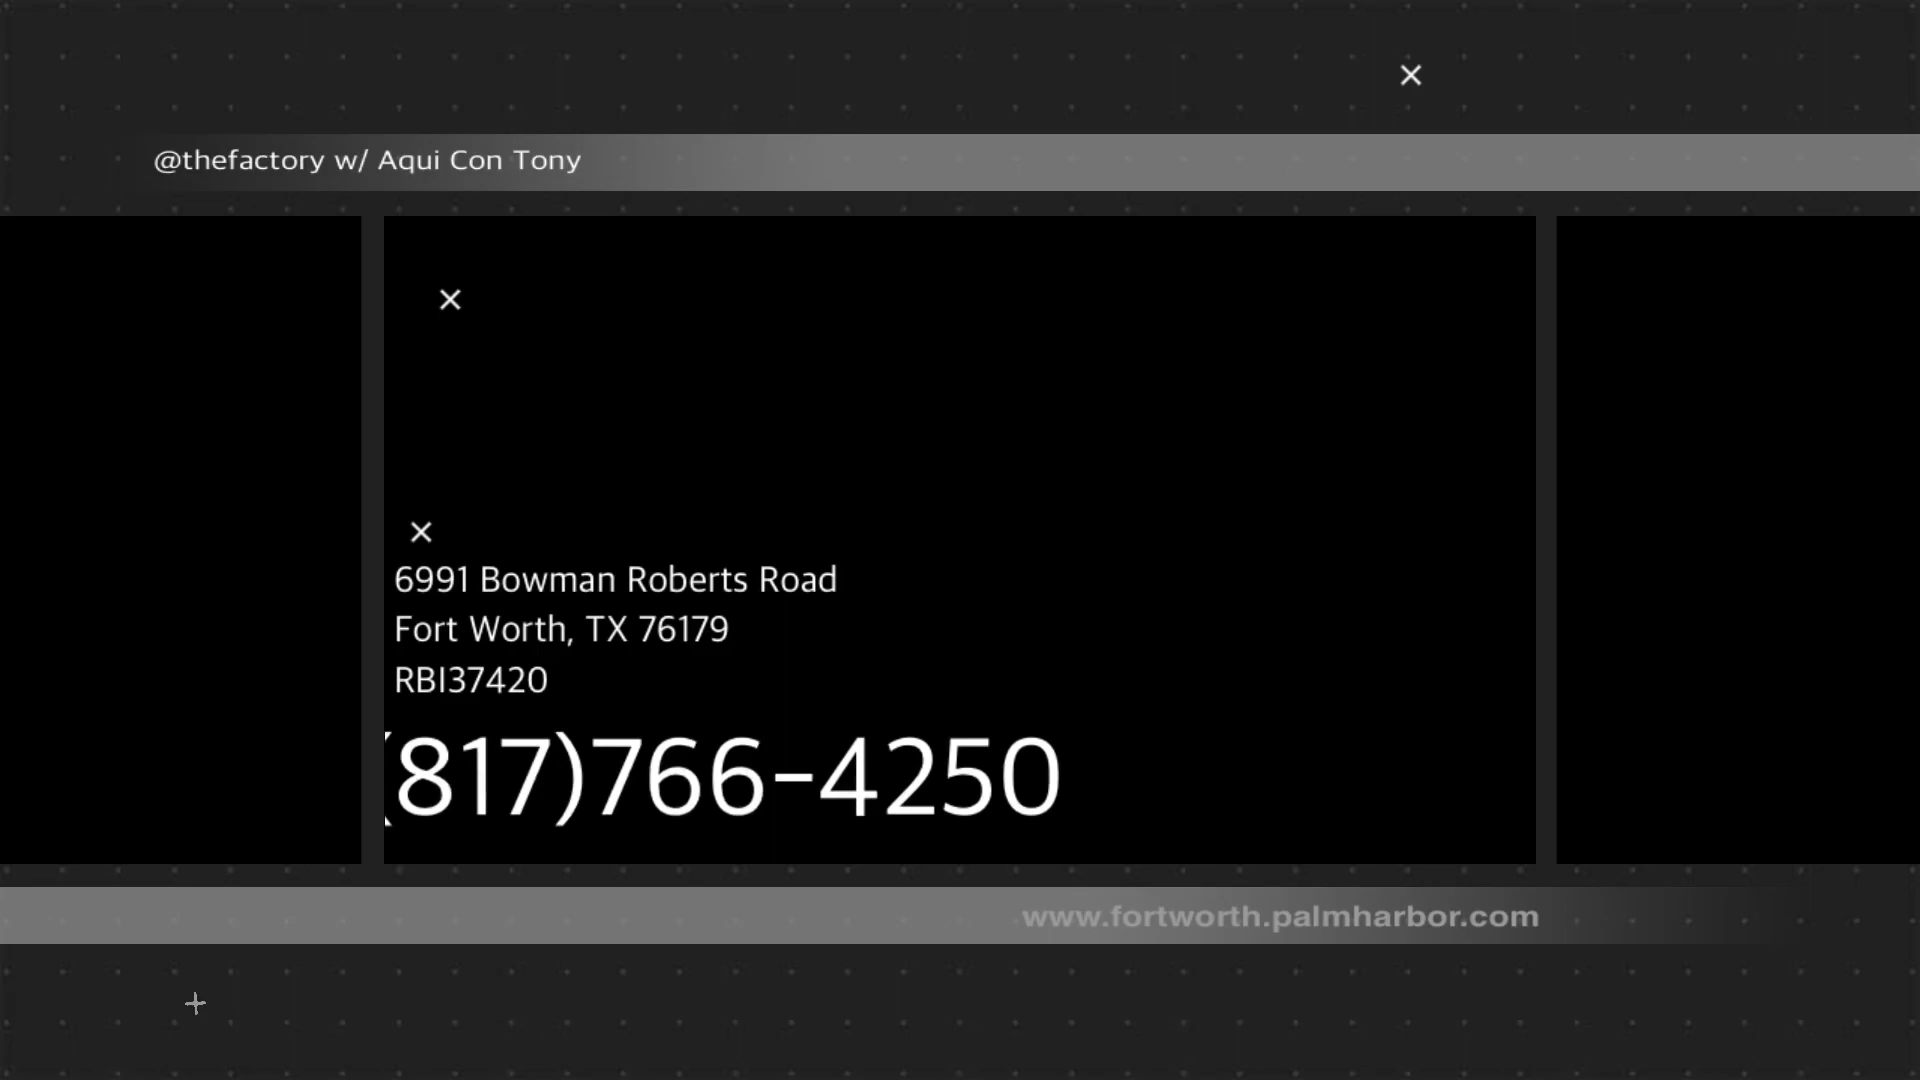 @thefactory w/ Aqui Con Tony
6991 Bowman Roberts Road
Fort Worth, TX 76179
RBI37420
(817)766-4250
www.fortworth.palmharbor.com